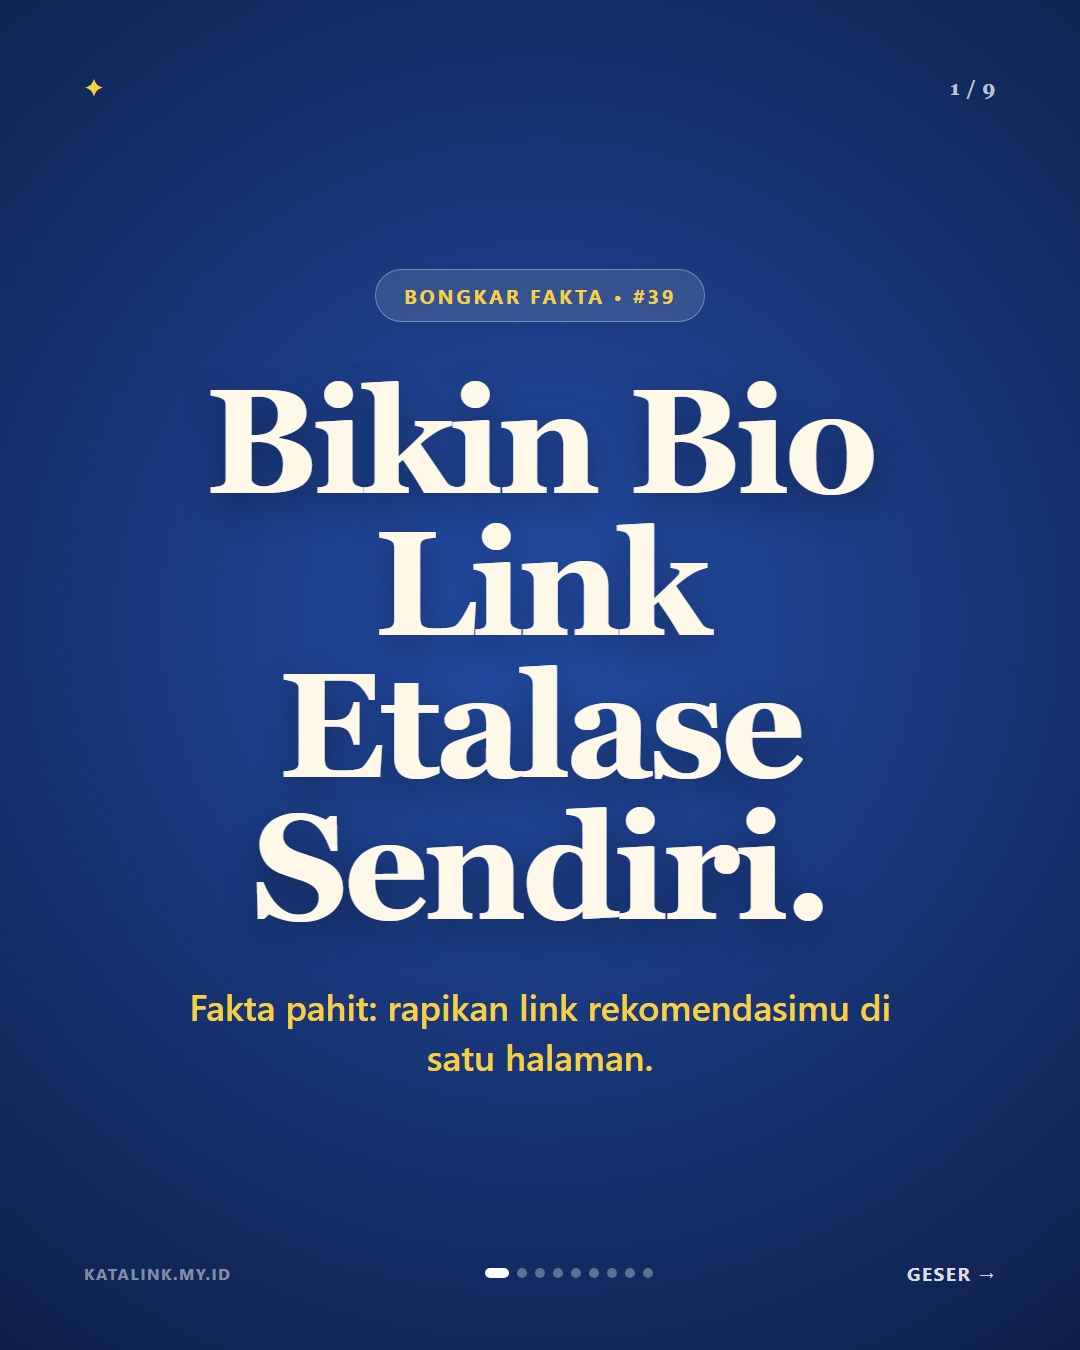 ✦
1 / 9
BONGKAR FAKTA • #39
Bikin Bio
Link
Etalase
Sendiri.
Fakta pahit: rapikan link rekomendasimu di
satu halaman.
KATALINK.MY.ID
GESER →